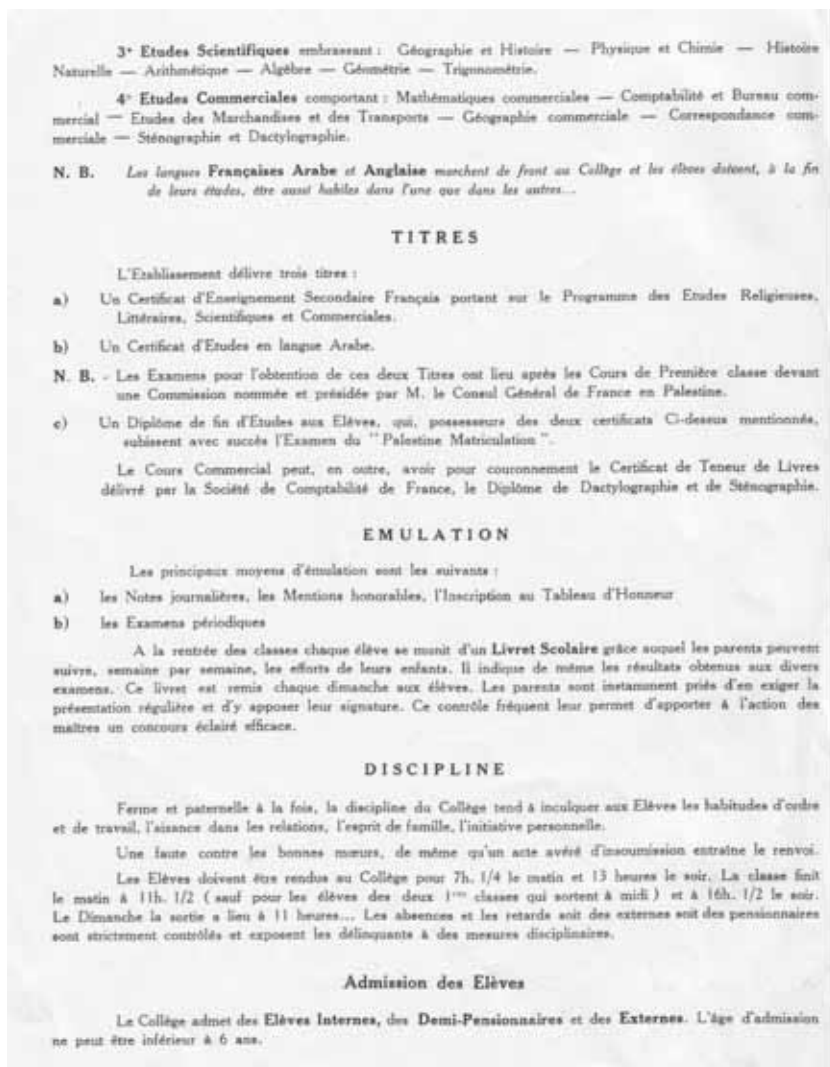 3° Etudes Scientifiques embrassant : Géographie et Histoire — Physique et Chimie — Histoire
Naturelle — Arithmétique — Algèbre — Géométrie — Trigonométrie.
4° Etudes Commerciales comportant : Mathématiques commerciales — Comptabilité et Bureau com-
mercial — Etudes des Marchandises et des Transports — Géographie commerciale — Correspondance com-
merciale — Sténographie et Dactylographie.
N. B. Les langues Françaises Arabe et Anglaise marchent de front au Collège et les élèves doivent, à la fin
de leurs études, être aussi habiles dans l'une que dans les autres...
TITRES
L'Etablissement délivre trois titres :
a) Un Certificat d'Enseignement Secondaire Français portant sur le Programme des Etudes Religieuses,
Littéraires, Scientifiques et Commerciales.
b) Un Certificat d'Etudes en langue Arabe.
N. B. - Les Examens pour l'obtention de ces deux Titres ont lieu après les Cours de Première classe devant
une Commission nommée et présidée par M. le Consul Général de France en Palestine.
c) Un Diplôme de fin d'Etudes aux Elèves, qui, possesseurs des deux certificats Ci-dessus mentionnés,
subissent avec succès l'Examen du " Palestine Matriculation ".
Le Cours Commercial peut, en outre, avoir pour couronnement le Certificat de Teneur de Livres
délivré par la Société de Comptabilité de France, le Diplôme de Dactylographie et de Sténographie.
EMULATION
Les principaux moyens d'émulation sont les suivants :
a) les Notes journalières, les Mentions honorables, l'Inscription au Tableau d'Honneur
b) les Examens périodiques
A la rentrée des classes chaque élève se munit d'un Livret Scolaire grâce auquel les parents peuvent
suivre, semaine par semaine, les efforts de leurs enfants. Il indique de même les résultats obtenus aux divers
examens. Ce livret est remis chaque dimanche aux élèves. Les parents sont instamment priés d'en exiger la
présentation régulière et d'y apposer leur signature. Ce contrôle fréquent leur permet d'apporter à l'action des
maîtres un concours éclairé efficace.
DISCIPLINE
Ferme et paternelle à la fois, la discipline du Collège tend à inculquer aux Elèves les habitudes d'ordre
et de travail, l'aisance dans les relations, l'esprit de famille, l'initiative personnelle.
Une faute contre les bonnes mœurs, de même qu'un acte avéré d'insoumission entraîne le renvoi.
Les Elèves doivent être rendus au Collège pour 7h. 1/4 le matin et 13 heures le soir. La classe finit
le matin à 11h. 1/2 ( sauf pour les élèves des deux 1ères classes qui sortent à midi ) et à 16h. 1/2 le soir.
Le Dimanche la sortie a lieu à 11 heures... Les absences et les retards soit des externes soit des pensionnaires
sont strictement contrôlés et exposent les délinquants à des mesures disciplinaires.
Admission des Elèves
Le Collège admet des Elèves Internes, des Demi-Pensionnaires et des Externes. L'âge d'admission
ne peut être inférieur à 6 ans.